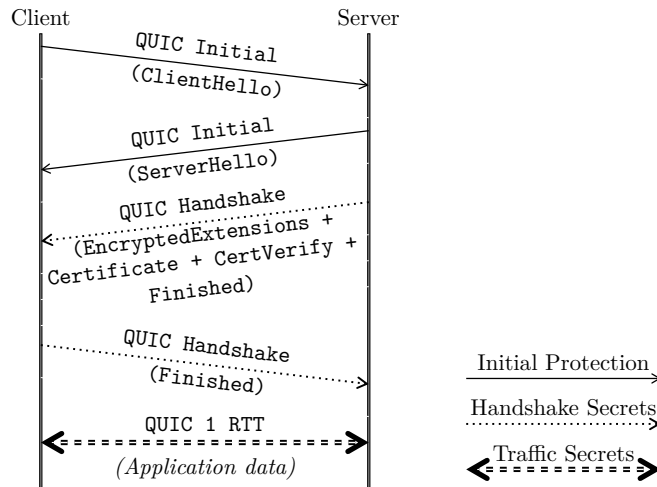 Client
Server
QUIC Initial
(ClientHello)
QUIC Initial
(ServerHello)
QUIC Handshake
(EncryptedExtensions +
Certificate + CertVerify +
Finished)
QUIC Handshake
(Finished)
QUIC 1 RTT
(Application data)
Initial Protection
Handshake Secrets
Traffic Secrets